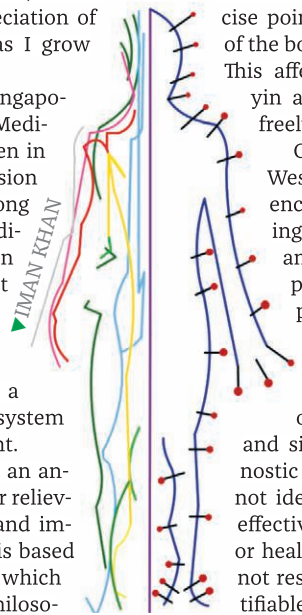 eciation of
as I grow
ngapo-
Medi-
en in
sion
ong
di-
n
t
IMAN KHAN
a
system
nt.
an an-
r reliev-
and im-
is based
which
hiloso-
cise poin
of the bo
This affe
yin a
freel
Wes
enc
ing
an
p
p
and si
nostic
not ide
effectiv
or heal
not res
tifiable